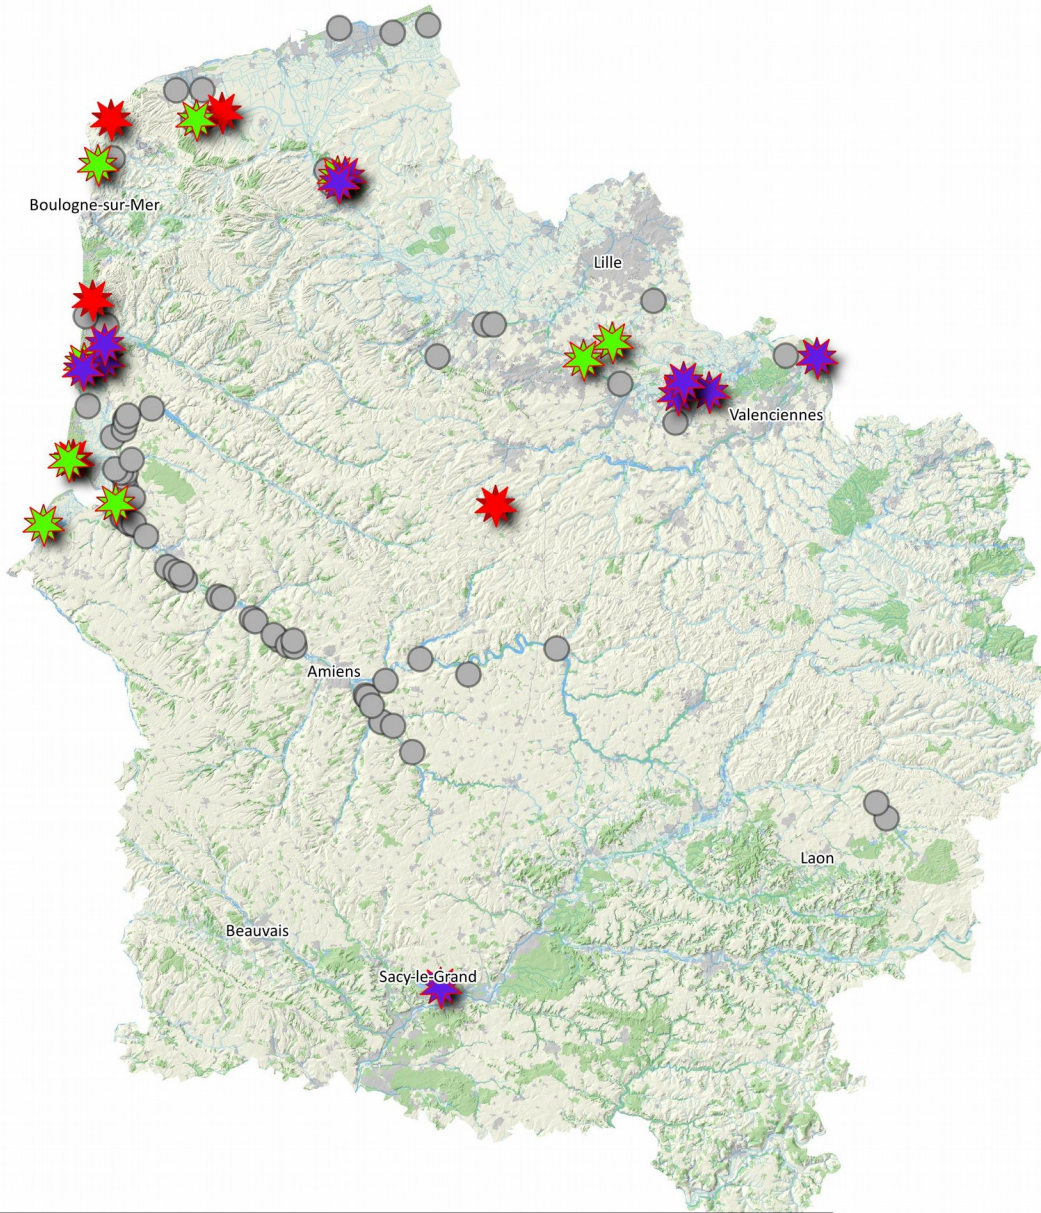 Boulogne-sur-Mer
Lille
Valenciennes
Amiens
Laon
Beauvais
Sacy-le-Grand